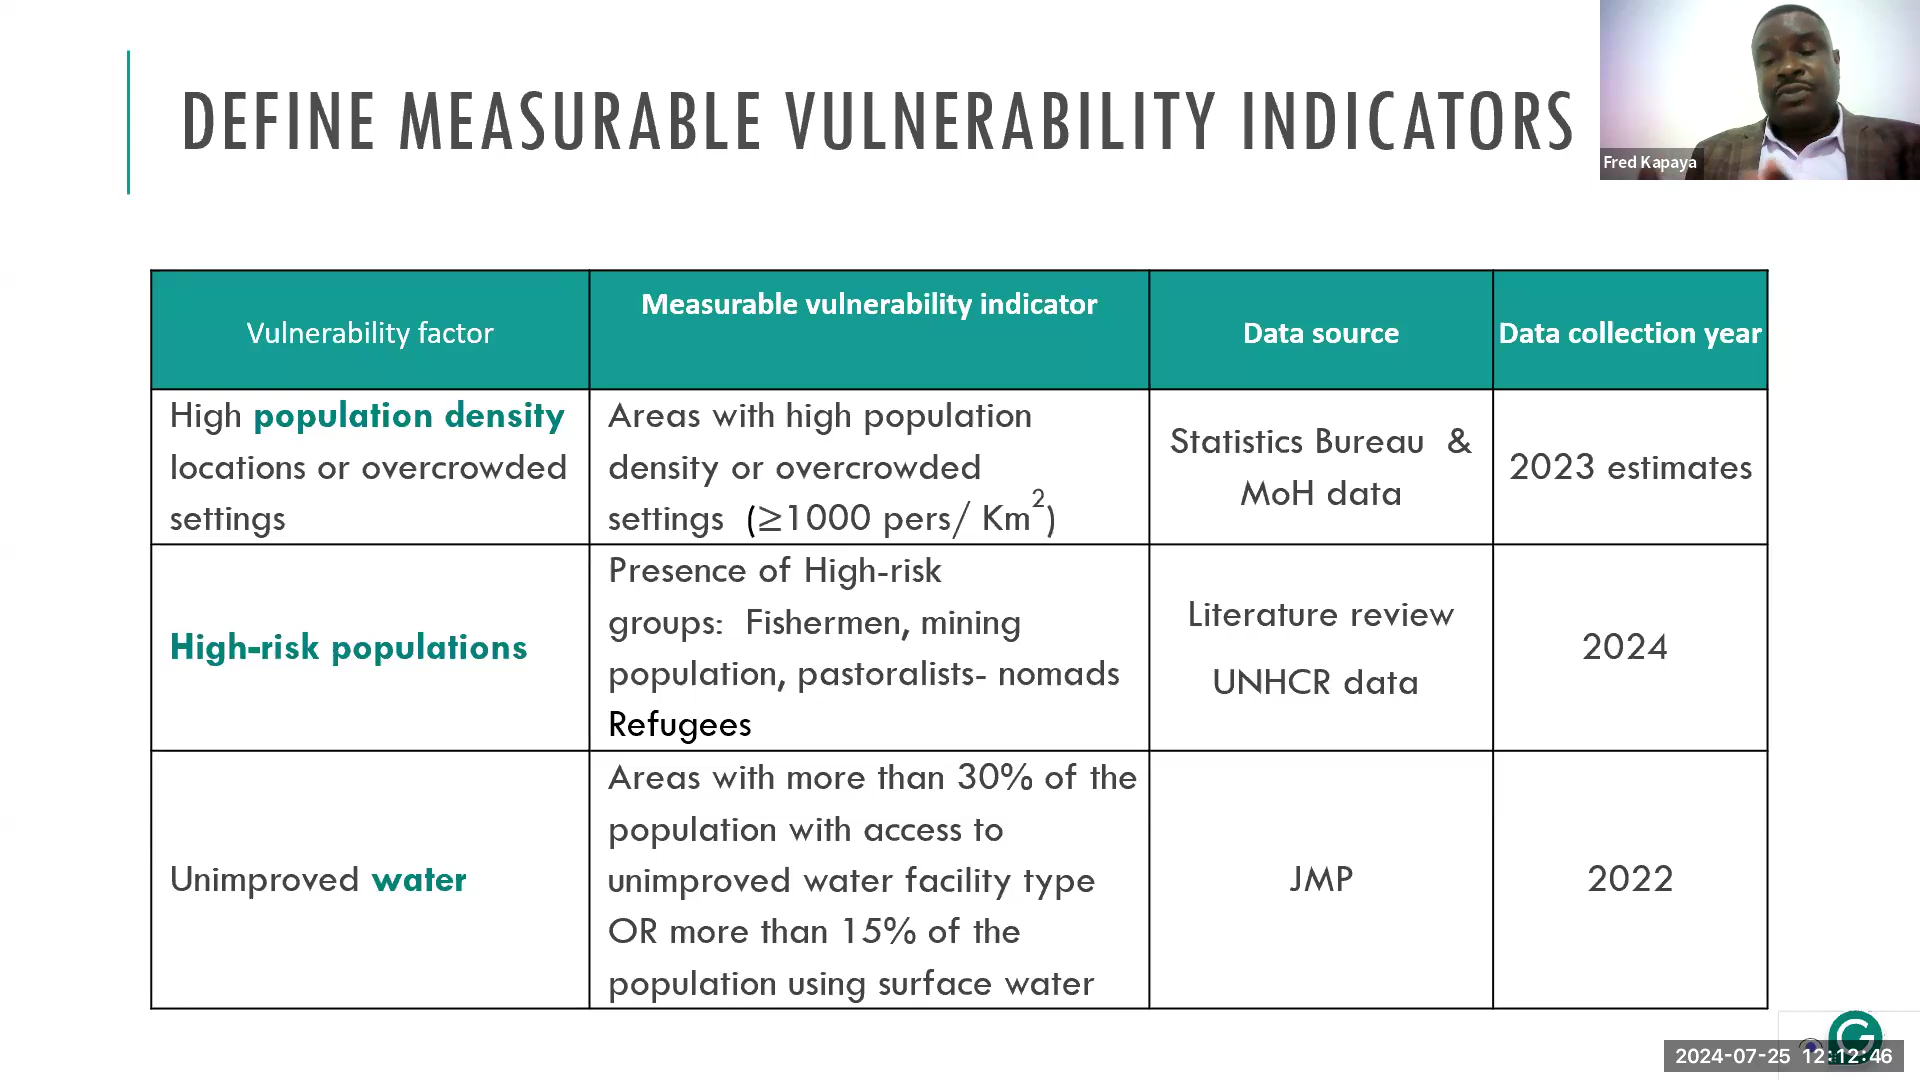 DEFINE MEASURABLE VULNERABILITY INDICATORS
Fred Kapaya
Vulnerability factor
Measurable vulnerability indicator
Data source
Data collection year
High population density
locations or overcrowded
settings
Areas with high population
density or overcrowded
settings (≥1000 pers/ Km²)
Statistics Bureau &
MoH data
2023 estimates
High-risk populations
Presence of High-risk
groups: Fishermen, mining
population, pastoralists- nomads
Refugees
Literature review
UNHCR data
2024
Unimproved water
Areas with more than 30% of the
population with access to
unimproved water facility type
OR more than 15% of the
population using surface water
JMP
2022
G
2024-07-25 12:12:46